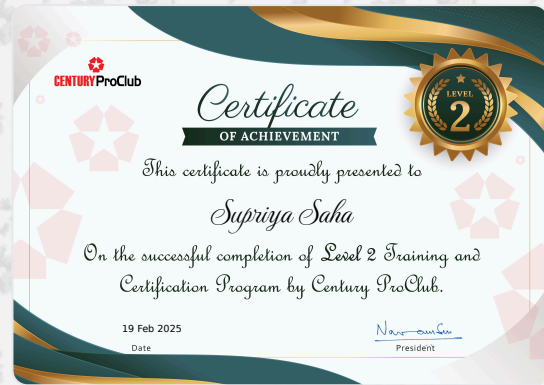 CENTURY ProClub
Certificate
OF ACHIEVEMENT
LEVEL
2
This certificate is proudly presented to
Supriya Saha
On the successful completion of Level 2 Training and
Certification Program by Century ProClub.
19 Feb 2025
Date
President